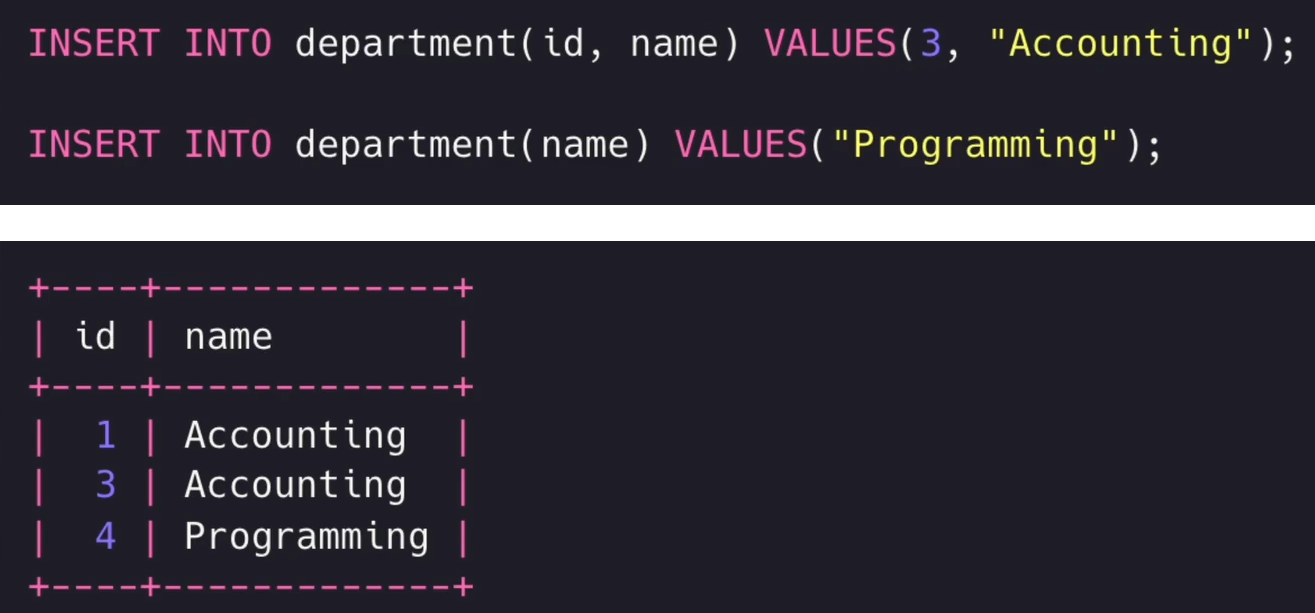 INSERT INTO department(id, name) VALUES(3, "Accounting");
INSERT INTO department(name) VALUES("Programming");
+----+-------------+
| id | name        |
+----+-------------+
|  1 | Accounting  |
|  3 | Accounting  |
|  4 | Programming |
+----+-------------+